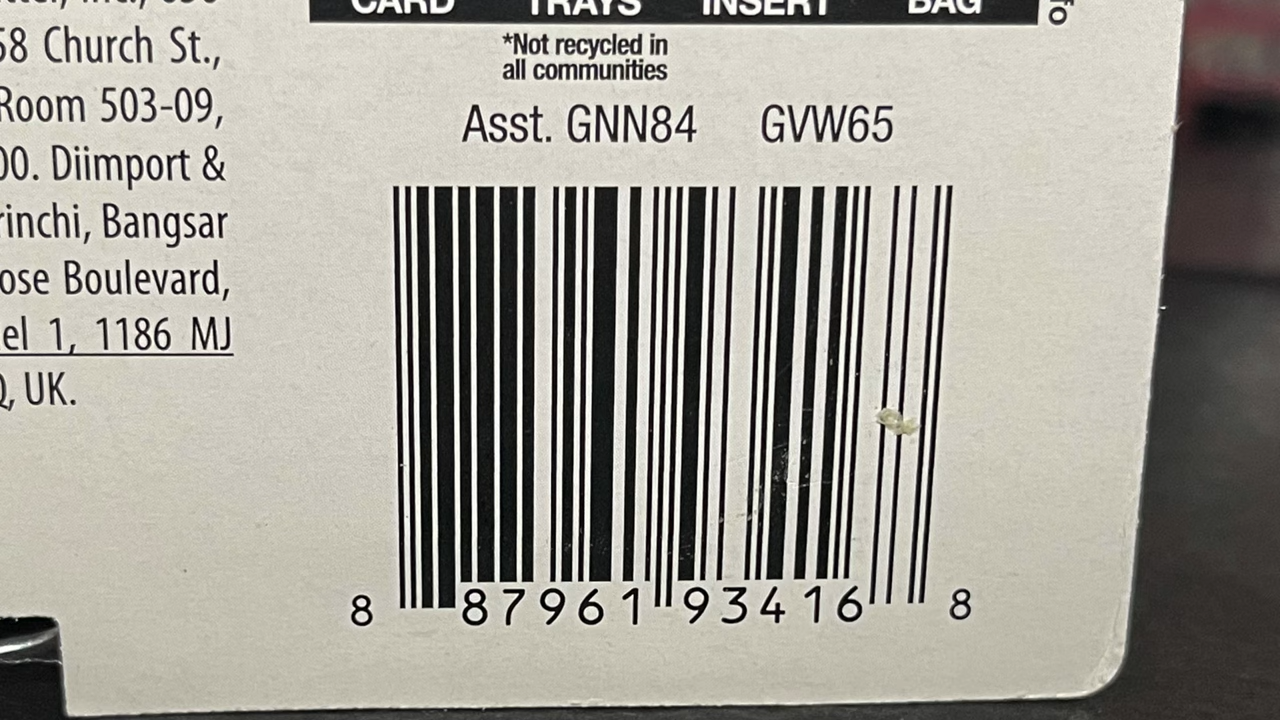 58 Church St.,
Room 503-09,
00. Diimport &
rinchi, Bangsar
ose Boulevard,
el 1, 1186 MJ
Q, UK.
CARD TRAYS INSERT BAG
*Not recycled in
all communities
Asst. GNN84 GVW65
8 87961 93416 8